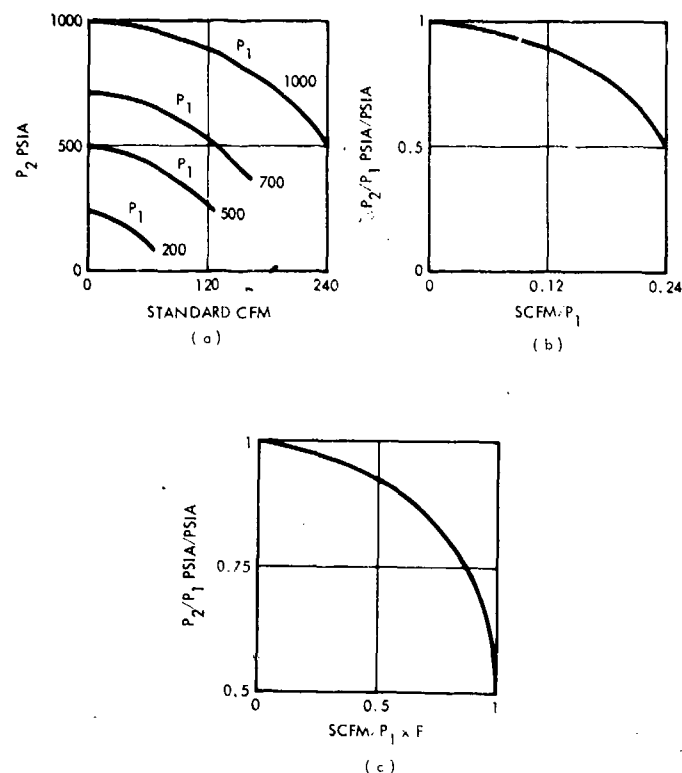 1000
P1
1000
P1
500
700
P1
500
P1
200
0
0 120 240
P2 PSIA
STANDARD CFM
(a)
1
0.5
0
0 0.12 0.24
P2/P1 PSIA/PSIA
SCFM/P1
(b)
1
0.75
0.5
0 0.5 1
P2/P1 PSIA/PSIA
SCFM/P1 x F
(c)